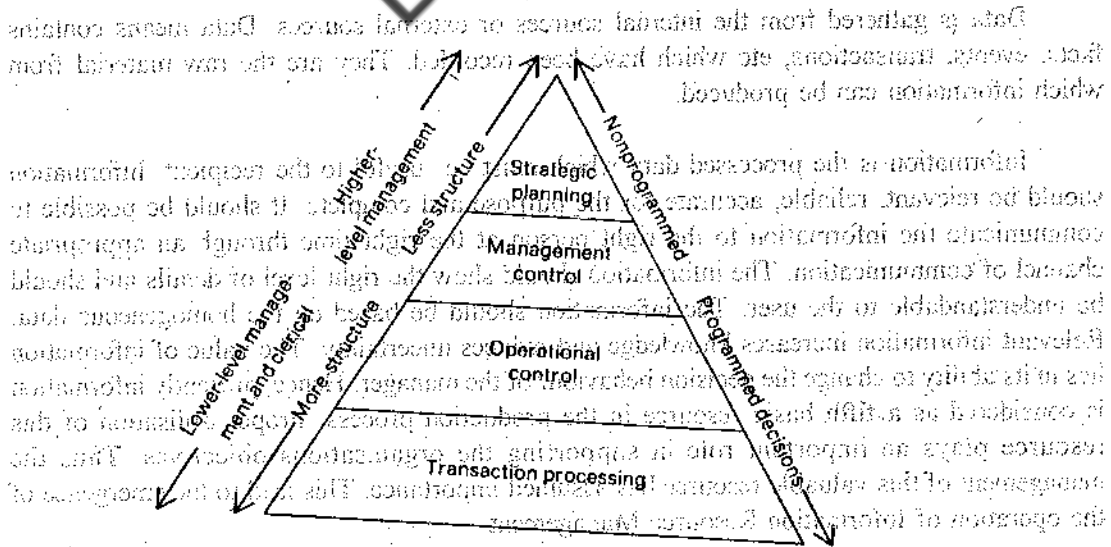 Data is gathered from the internal sources or external sources. Data means contains
facts, events, transactions, etc which have been recorded. They are the raw material from
which information can be produced.
Information is the processed data which must be useful to the recipient. Information
should be relevant, reliable, accurate for the purpose and complete. It should be possible to
communicate the information to the right person at the right time through an appropriate
channel of communication. The information should show the right level of details and should
be understandable to the user. The information should be based on the homogeneous data.
Relevant information increases knowledge and reduces uncertainty. The value of information
lies in its ability to change the decision behaviour of the manager. information
is considered as a fifth basic resource in the production process. utilisation of this
resource plays an important role in supporting the organisations objectives. Thus the
management of this valuable resource has assumed importance. This lead to the emergence of
the operation of Information Resource Management.
Higher-
level management
Less structure
Lower-level manage-
ment and clerical
More structure
Strategic
planning
Management
control
Operational
control
Transaction processing
Nonprogrammed
Programmed decisions